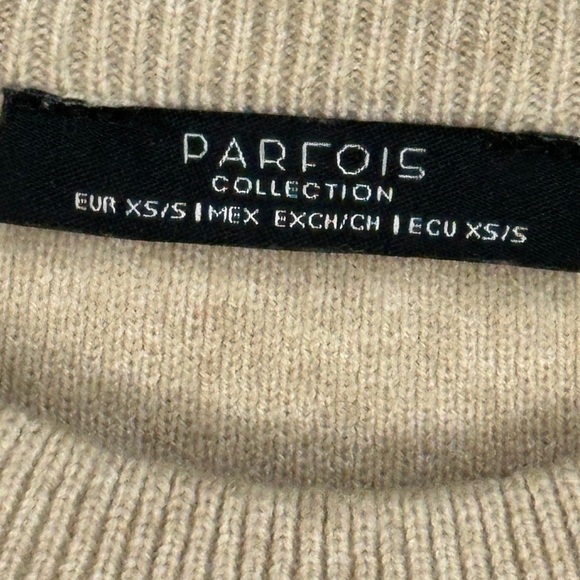 PARFOIS
COLLECTION
EUR XS/S | MEX EXCH/CH | ECU XS/S